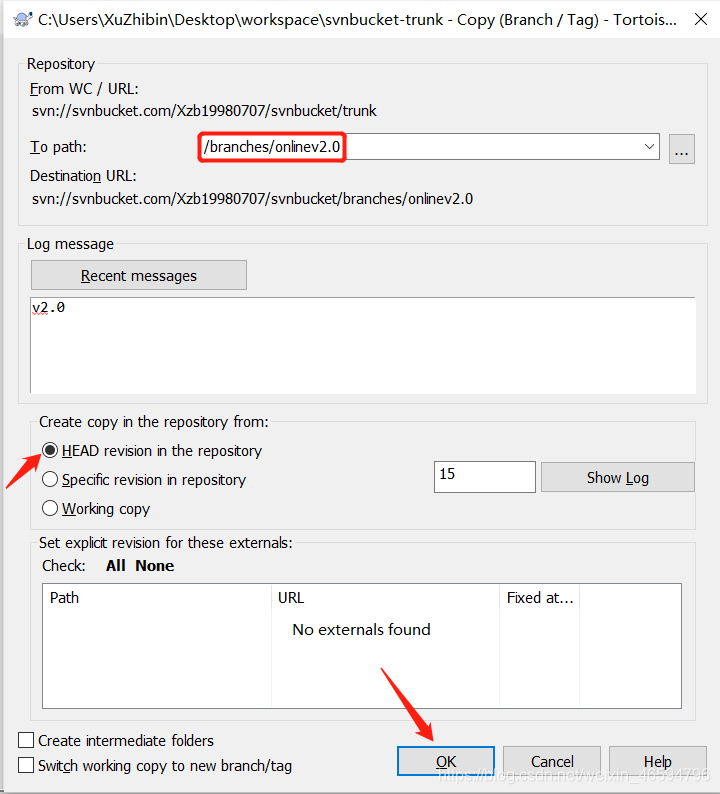 C:\Users\XuZhibin\Desktop\workspace\svnbucket-trunk - Copy (Branch / Tag) - Tortois...
Repository
From WC / URL:
svn://svnbucket.com/Xzb19980707/svnbucket/trunk
To path:
/branches/onlinev2.0
...
Destination URL:
svn://svnbucket.com/Xzb19980707/svnbucket/branches/onlinev2.0
Log message
Recent messages
v2.0
Create copy in the repository from:
HEAD revision in the repository
Specific revision in repository
15
Show Log
Working copy
Set explicit revision for these externals:
Check: All None
Path URL Fixed at...
No externals found
Create intermediate folders
Switch working copy to new branch/tag
OK Cancel Help
https://blog.csdn.net/weixin_46594796